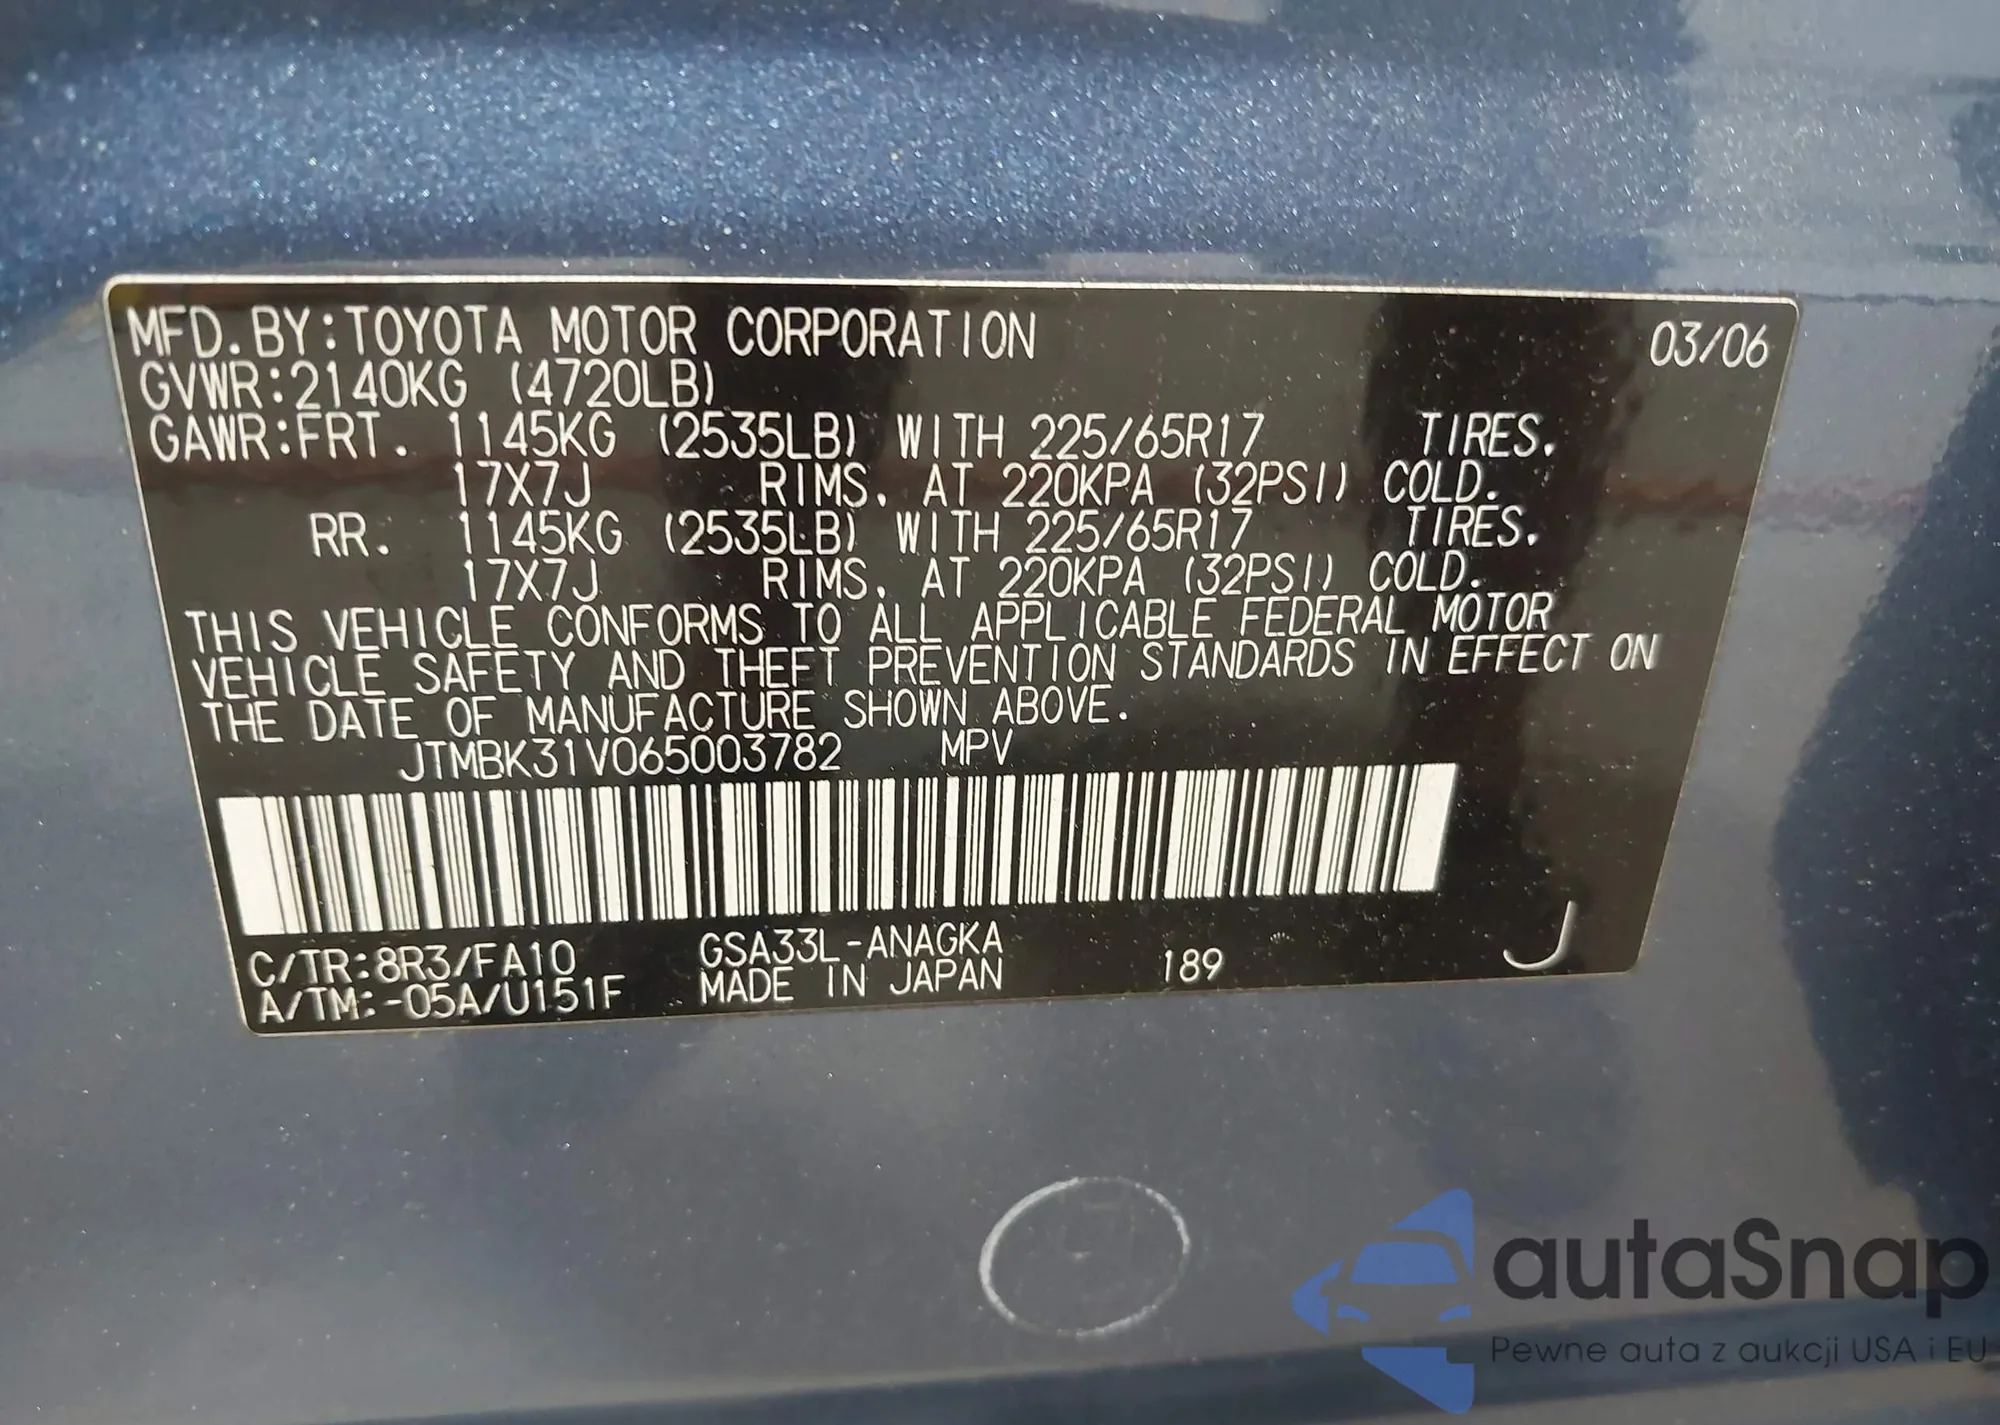 MFD.BY:TOYOTA MOTOR CORPORATION 03/06
GVWR:2140KG (4720LB)
GAWR:FRT. 1145KG (2535LB) WITH 225/65R17 TIRES.
17X7J RIMS, AT 220KPA (32PSI) COLD.
RR. 1145KG (2535LB) WITH 225/65R17 TIRES.
17X7J RIMS, AT 220KPA (32PSI) COLD.
THIS VEHICLE CONFORMS TO ALL APPLICABLE FEDERAL MOTOR
VEHICLE SAFETY AND THEFT PREVENTION STANDARDS IN EFFECT ON
THE DATE OF MANUFACTURE SHOWN ABOVE.
JTMBK31V065003782 MPV
C/TR:8R3/FA10 GSA33L-ANAGKA 189 J
A/TM:-05A/U151F MADE IN JAPAN
autaSnap
Pewne auta z aukcji USA i EU